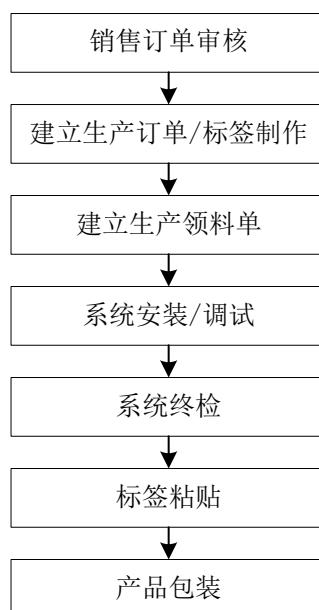 销售订单审核
建立生产订单/标签制作
建立生产领料单
系统安装/调试
系统终检
标签粘贴
产品包装